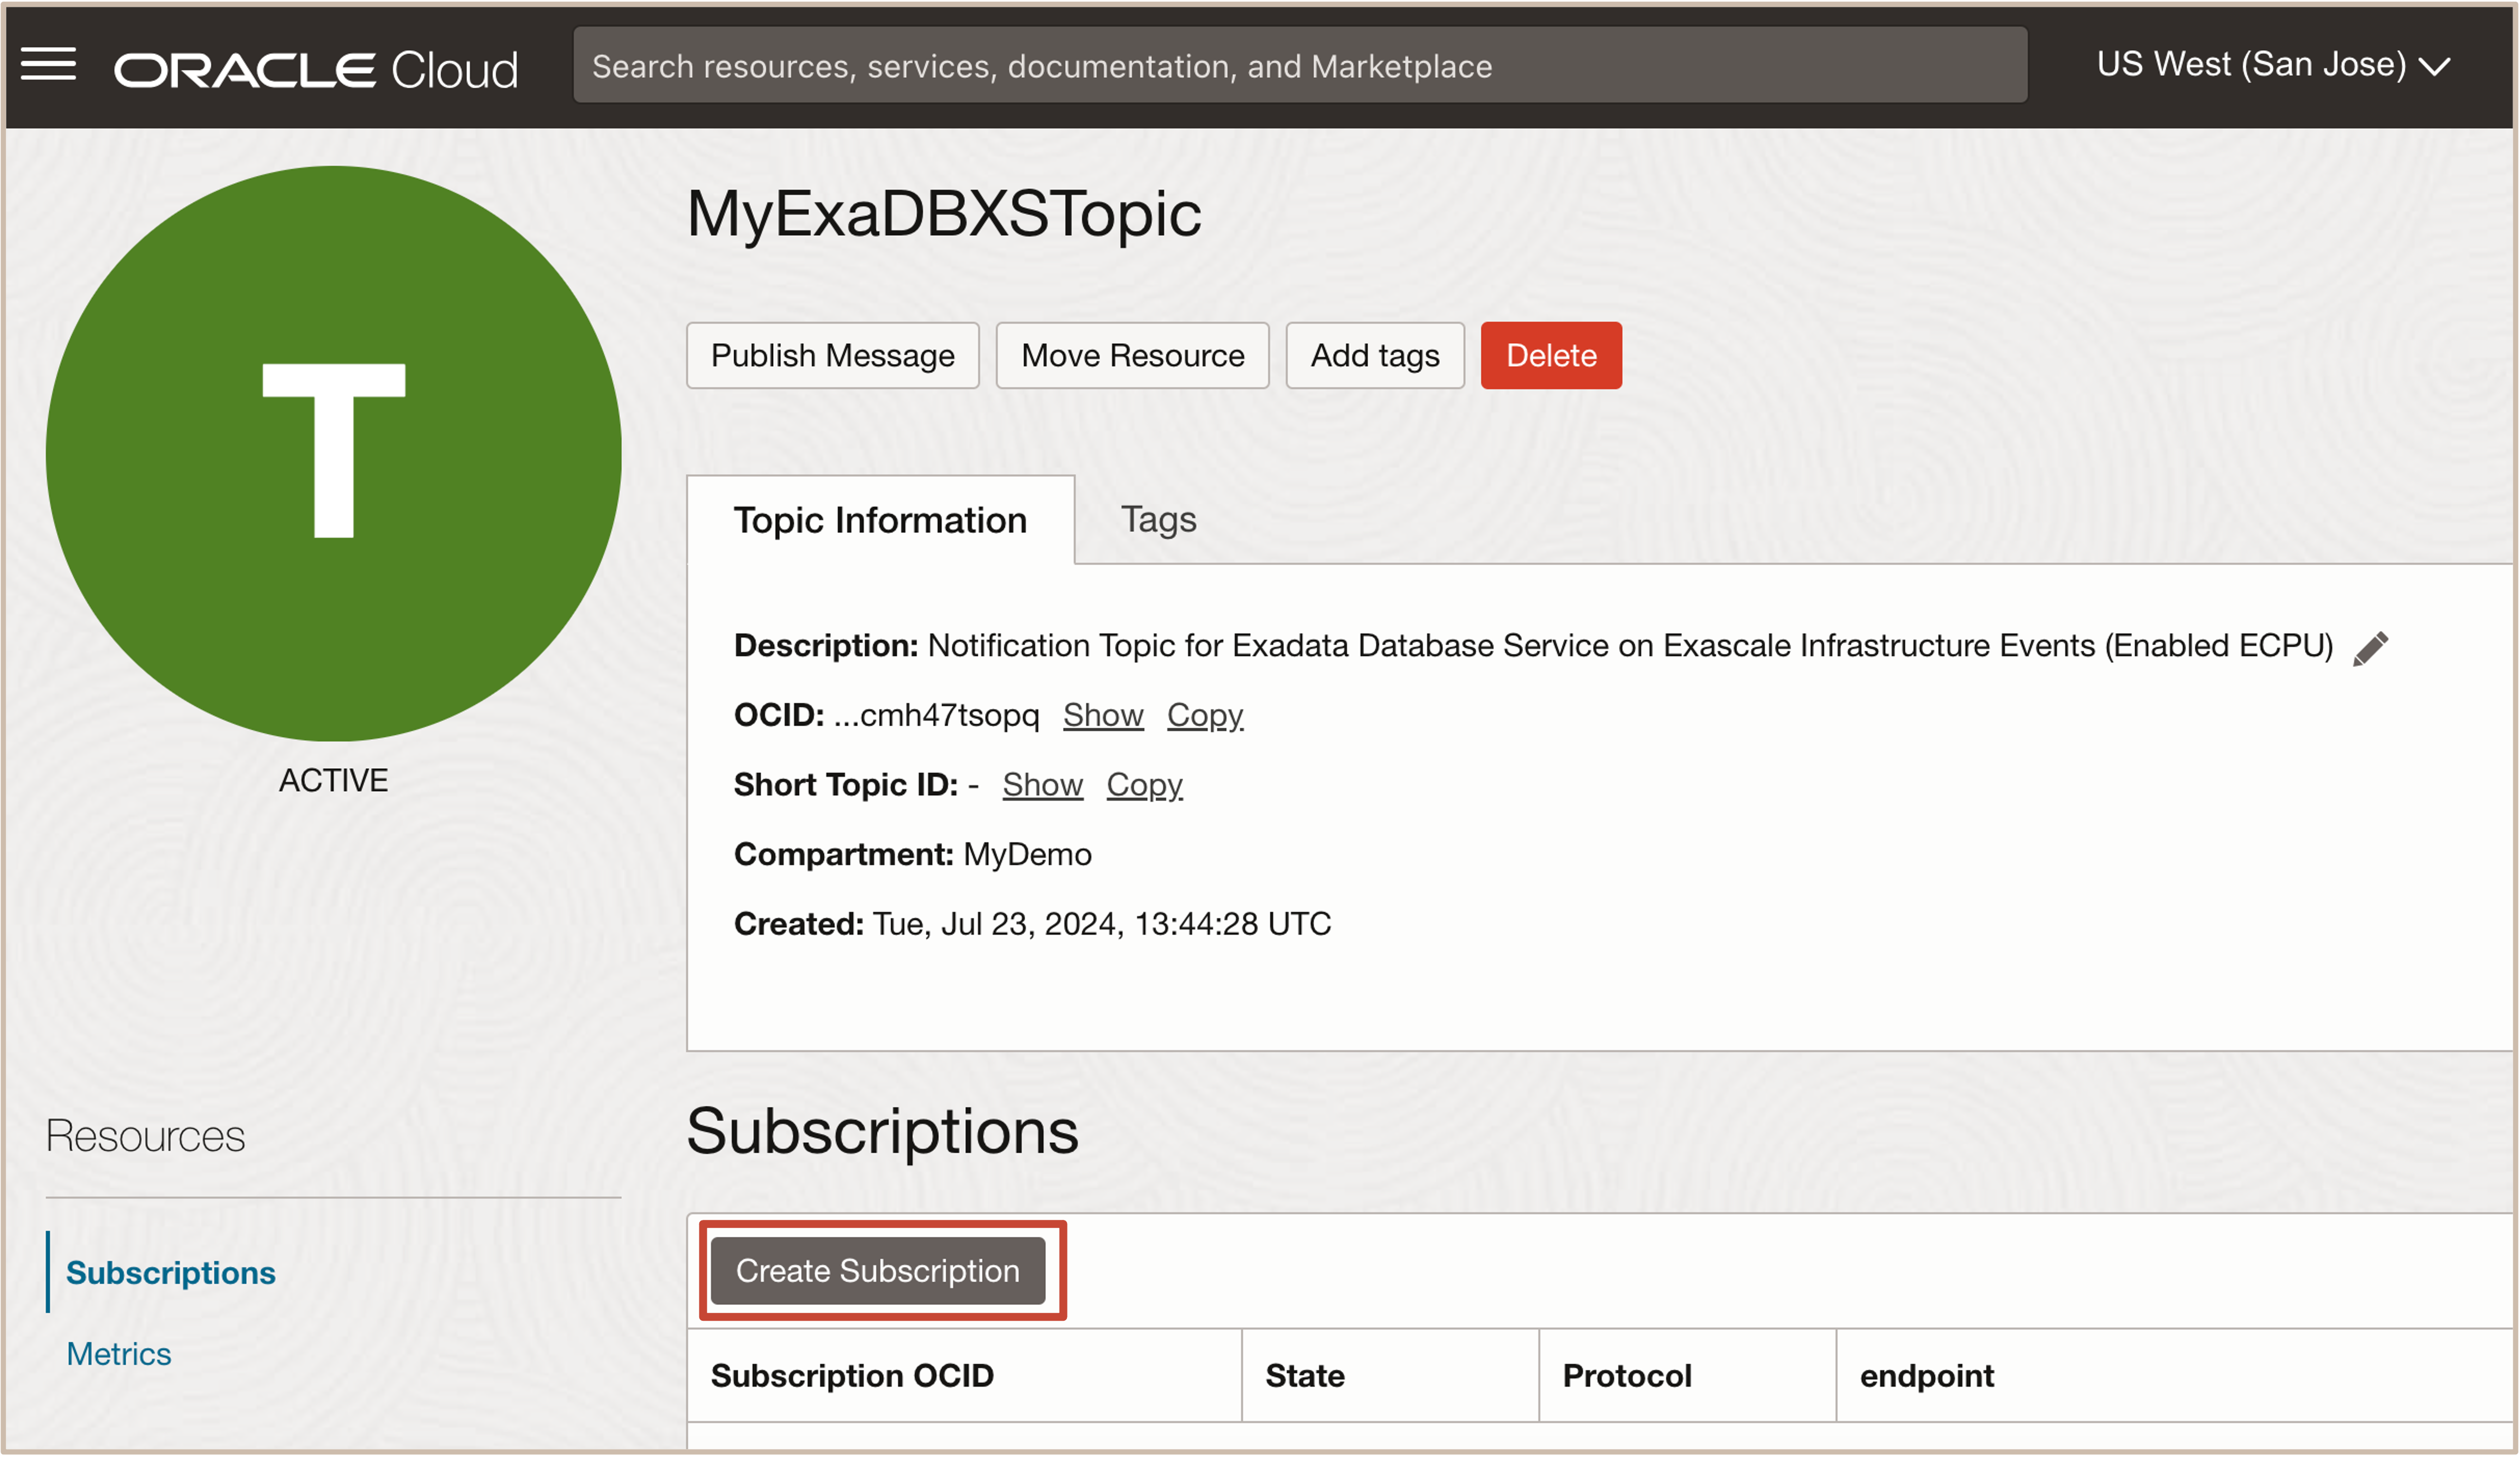 ORACLE Cloud
Search resources, services, documentation, and Marketplace
US West (San Jose)
T
ACTIVE
MyExaDBXSTopic
Publish Message
Move Resource
Add tags
Delete
Topic Information
Tags
Description: Notification Topic for Exadata Database Service on Exascale Infrastructure Events (Enabled ECPU)
OCID: ...cmh47tsopq Show Copy
Short Topic ID: - Show Copy
Compartment: MyDemo
Created: Tue, Jul 23, 2024, 13:44:28 UTC
Resources
Subscriptions
Metrics
Subscriptions
Create Subscription
Subscription OCID
State
Protocol
endpoint